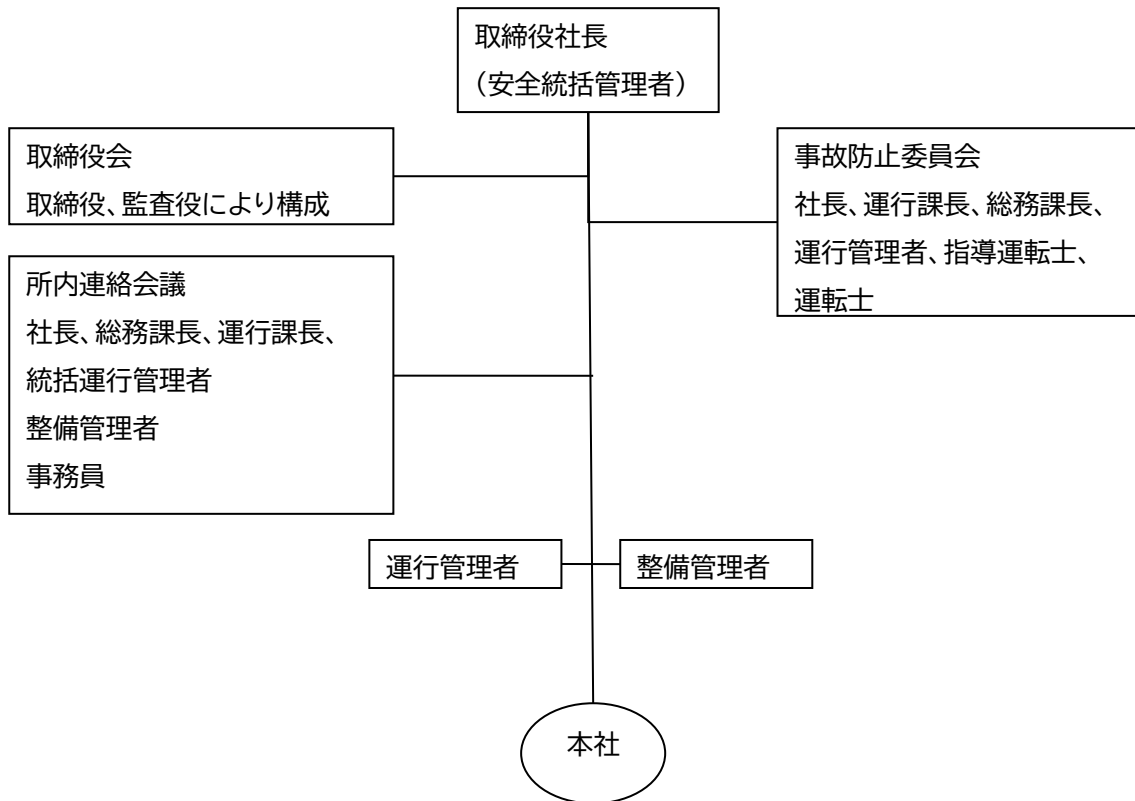 取締役社長
（安全統括管理者）
取締役会
取締役、監査役により構成
事故防止委員会
社長、運行課長、総務課長、
運行管理者、指導運転士、
運転士
所内連絡会議
社長、総務課長、運行課長、
統括運行管理者
整備管理者
事務員
運行管理者
整備管理者
本社